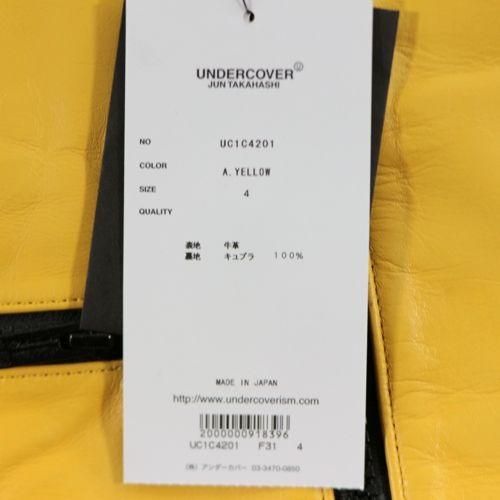 UNDERCOVER
JUN TAKAHASHI
NO UC1C4201
COLOR A.YELLOW
SIZE 4
QUALITY
表地 牛革
裏地 キュプラ 100%
MADE IN JAPAN
http://www.undercoverism.com
2000000918396
UC1C4201 F31 4
(株) アンダーカバー 03-3470-0850